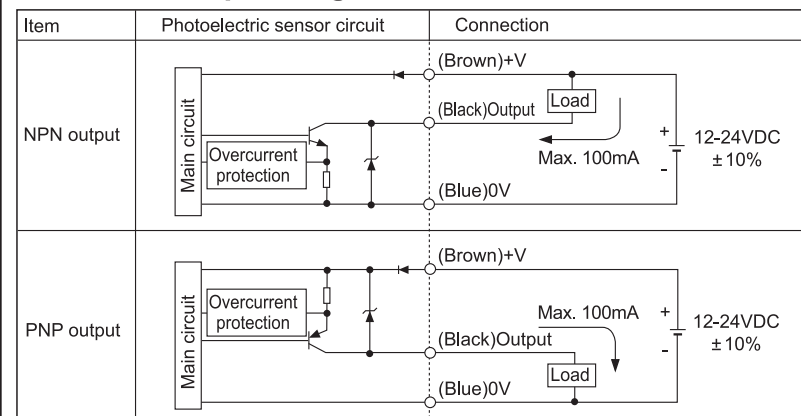 Item
Photoelectric sensor circuit
Connection
NPN output
Main circuit
Overcurrent
protection
(Brown)+V
(Black)Output
Load
Max. 100mA
(Blue)0V
+
-
12-24VDC
±10%
PNP output
Main circuit
Overcurrent
protection
(Brown)+V
Max. 100mA
(Black)Output
Load
(Blue)0V
+
-
12-24VDC
±10%